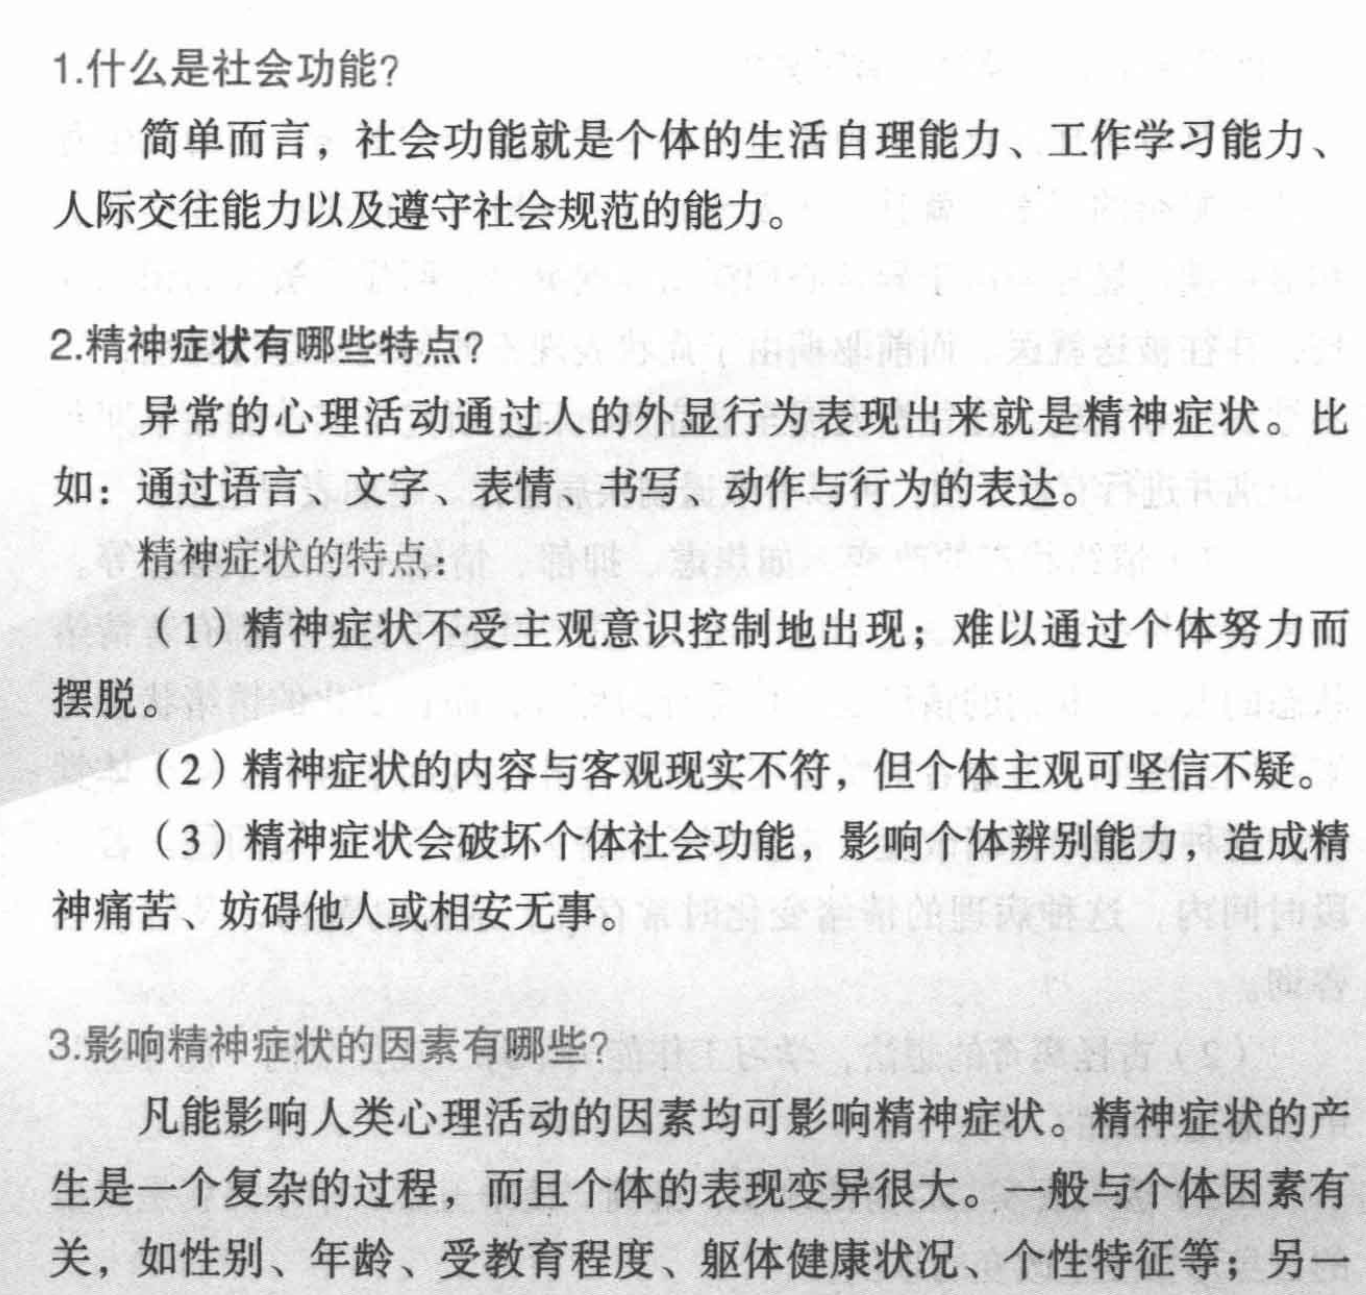 1.什么是社会功能?
简单而言，社会功能就是个体的生活自理能力、工作学习能力、
人际交往能力以及遵守社会规范的能力。
2.精神症状有哪些特点?
异常的心理活动通过人的外显行为表现出来就是精神症状。比
如：通过语言、文字、表情、书写、动作与行为的表达。
精神症状的特点：
（1）精神症状不受主观意识控制地出现；难以通过个体努力而
摆脱。
（2）精神症状的内容与客观现实不符，但个体主观可坚信不疑。
（3）精神症状会破坏个体社会功能，影响个体辨别能力，造成精
神痛苦、妨碍他人或相安无事。
3.影响精神症状的因素有哪些?
凡能影响人类心理活动的因素均可影响精神症状。精神症状的产
生是一个复杂的过程，而且个体的表现变异很大。一般与个体因素有
关，如性别、年龄、受教育程度、躯体健康状况、个性特征等；另一